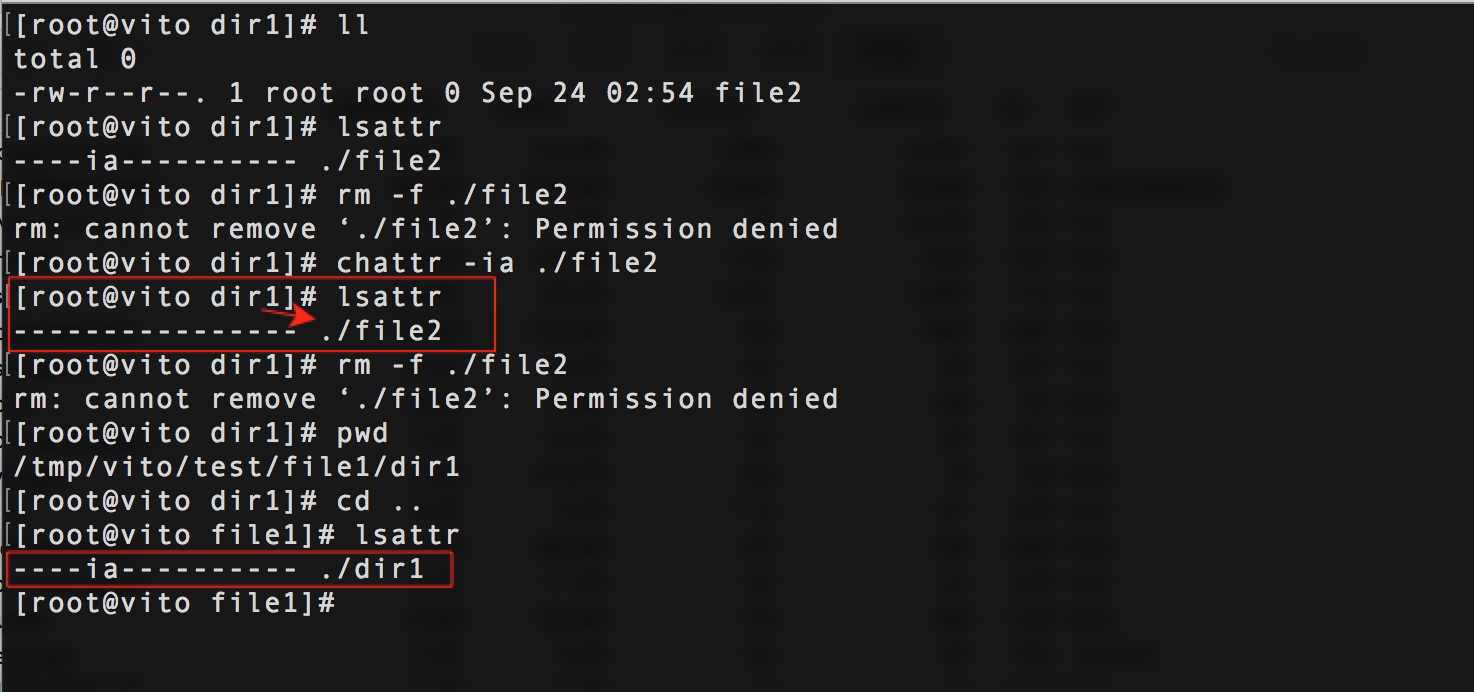 [root@vito dir1]# ll
total 0
-rw-r--r--. 1 root root 0 Sep 24 02:54 file2
[root@vito dir1]# lsattr
----ia---------- ./file2
[root@vito dir1]# rm -f ./file2
rm: cannot remove ‘./file2’: Permission denied
[root@vito dir1]# chattr -ia ./file2
[root@vito dir1]# lsattr
---------------- ./file2
[root@vito dir1]# rm -f ./file2
rm: cannot remove ‘./file2’: Permission denied
[root@vito dir1]# pwd
/tmp/vito/test/file1/dir1
[root@vito dir1]# cd ..
[root@vito file1]# lsattr
----ia---------- ./dir1
[root@vito file1]#